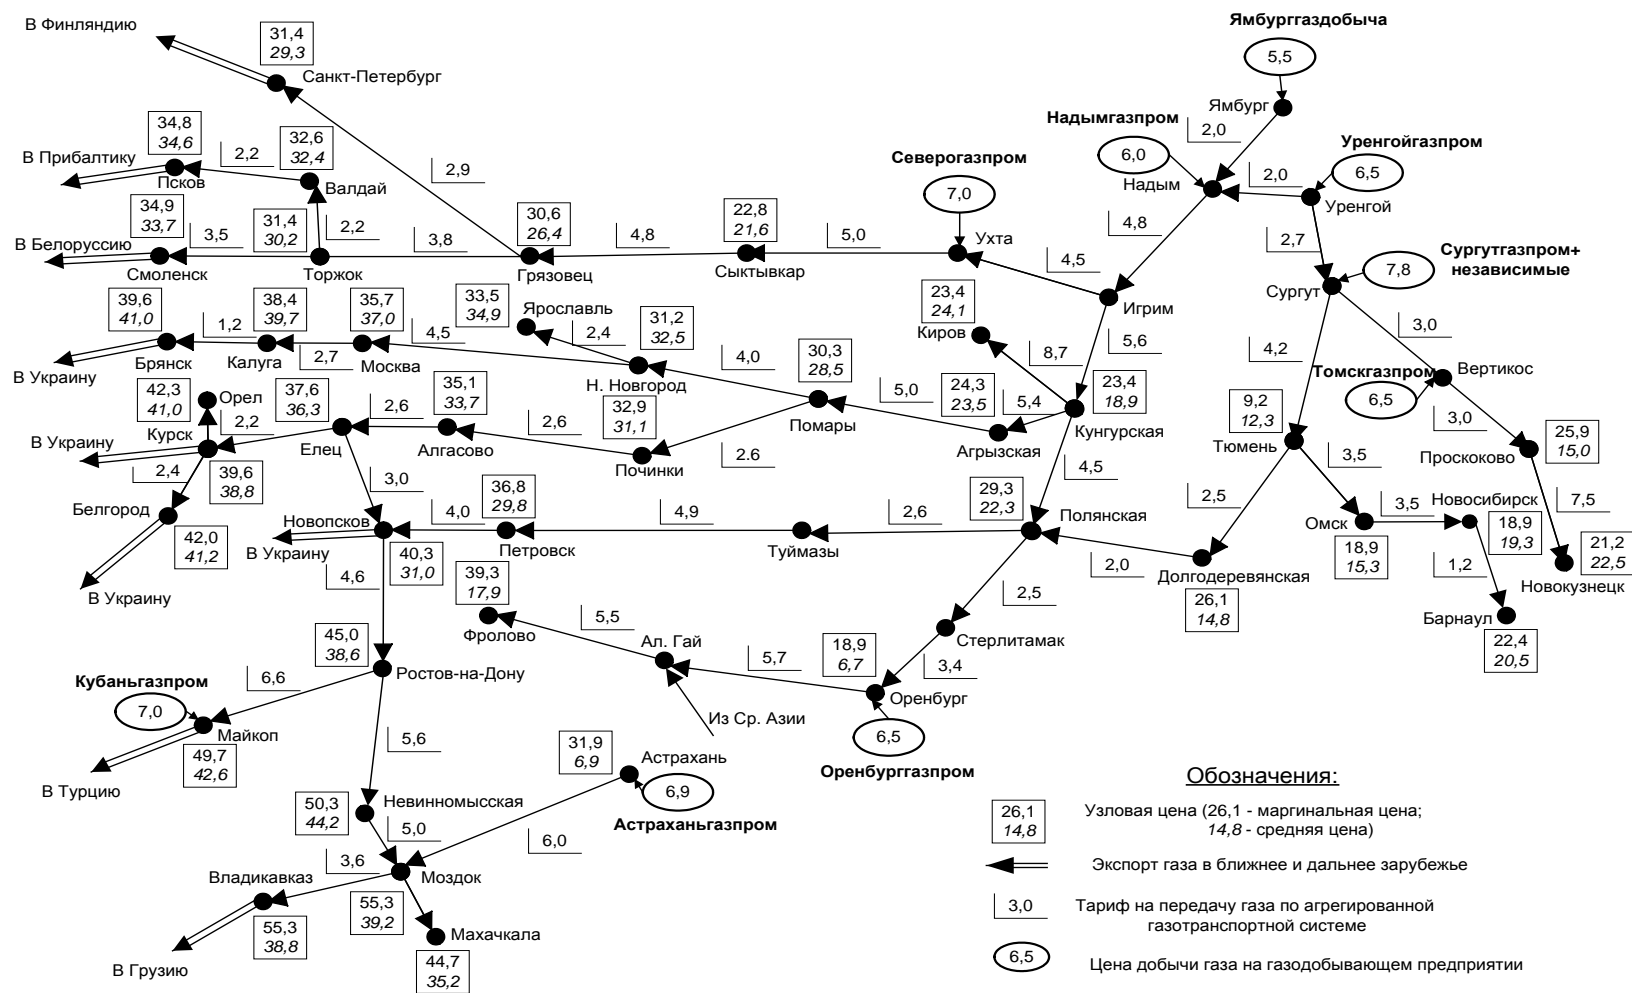 Ямбурггаздобыча
5,5
Ямбург
2,0
Надымгазпром
6,0
Надым
Уренгойгазпром
6,5
2,0
Уренгой
2,7
4,8
Сургутгазпром+
независимые
7,8
Сургут
Северогазпром
7,0
Ухта
4,5
Игрим
В Финляндию
31,4
29,3
Санкт-Петербург
2,9
34,8
34,6
В Прибалтику
Псков
2,2
32,6
32,4
Валдай
2,2
34,9
33,7
В Белоруссию
Смоленск
3,5
31,4
30,2
Торжок
3,8
30,6
26,4
Грязовец
4,8
22,8
21,6
Сыктывкар
5,0
39,6
41,0
Брянск
В Украину
1,2
38,4
39,7
Калуга
2,7
35,7
37,0
Москва
4,5
33,5
34,9
Ярославль
2,4
31,2
32,5
Н. Новгород
4,0
30,3
28,5
Помары
5,0
24,3
23,5
Агрызская
5,4
23,4
24,1
Киров
8,7
5,6
23,4
18,9
Кунгурская
4,5
42,3
41,0
Орел
Курск
В Украину
2,2
2,4
39,6
38,8
37,6
36,3
Елец
2,6
35,1
33,7
Алгасово
2,6
32,9
31,1
Починки
2.6
Белгород
42,0
41,2
В Украину
3,0
Новопсков
В Украину
40,3
31,0
4,0
36,8
29,8
Петровск
4,9
Туймазы
2,6
29,3
22,3
Полянская
2,0
Долгодеревянская
26,1
14,8
2,5
4,2
9,2
12,3
Тюмень
3,5
Омск
18,9
15,3
3,5
Новосибирск
18,9
19,3
1,2
Барнаул
22,4
20,5
3,0
Томскгазпром
6,5
Вертикос
3,0
Проскоково
25,9
15,0
7,5
21,2
22,5
Новокузнецк
2,5
Стерлитамак
3,4
18,9
6,7
Оренбург
6,5
Оренбурггазпром
5,7
Ал. Гай
Из Ср. Азии
5,5
39,3
17,9
Фролово
4,6
45,0
38,6
Ростов-на-Дону
6,6
Кубаньгазпром
7,0
Майкоп
49,7
42,6
В Турцию
5,6
50,3
44,2
Невинномысская
5,0
31,9
6,9
Астрахань
6,9
Астраханьгазпром
6,0
Моздок
55,3
39,2
3,6
Владикавказ
55,3
38,8
В Грузию
Махачкала
44,7
35,2
Обозначения:
26,1
14,8
Узловая цена (26,1 - маргинальная цена;
14,8 - средняя цена)
Экспорт газа в ближнее и дальнее зарубежье
3,0
Тариф на передачу газа по агрегированной
газотранспортной системе
6,5
Цена добычи газа на газодобывающем предприятии